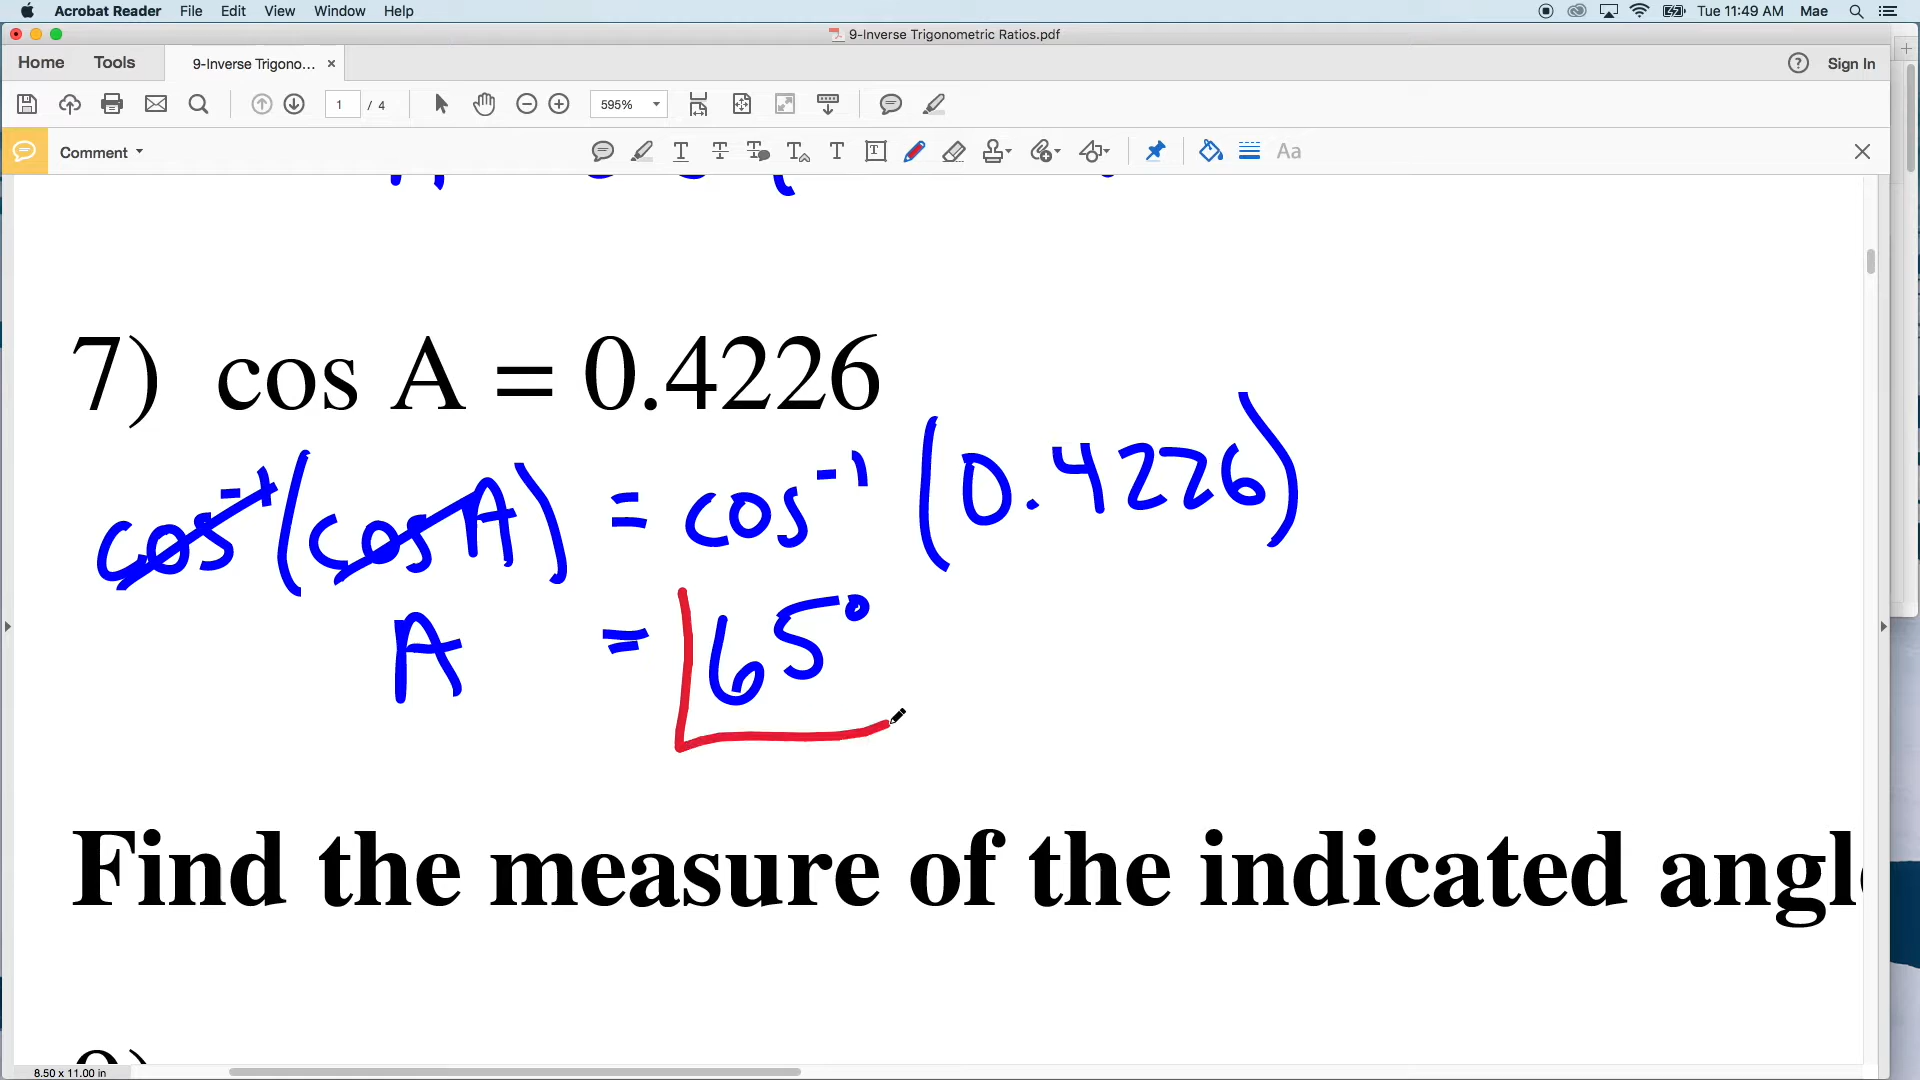 Acrobat Reader File Edit View Window Help Tue 11:49 AM Mae
9-Inverse Trigonometric Ratios.pdf
Home Tools 9-Inverse Trigono... × ? Sign In
1 / 4 595%
Comment T T T T T T Aa
7) cos A = 0.4226
cos⁻¹(cos A) = cos⁻¹(0.4226)
A = 65°
Find the measure of the indicated angl
8.50 x 11.00 in